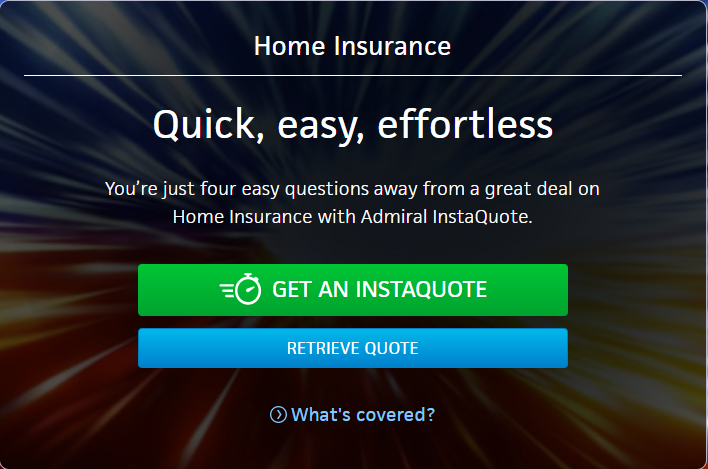 Home Insurance
Quick, easy, effortless
You’re just four easy questions away from a great deal on
Home Insurance with Admiral InstaQuote.
GET AN INSTAQUOTE
RETRIEVE QUOTE
What's covered?